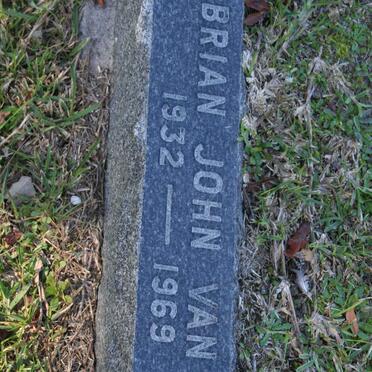 BRIAN JOHN VAN
1932 — 1969